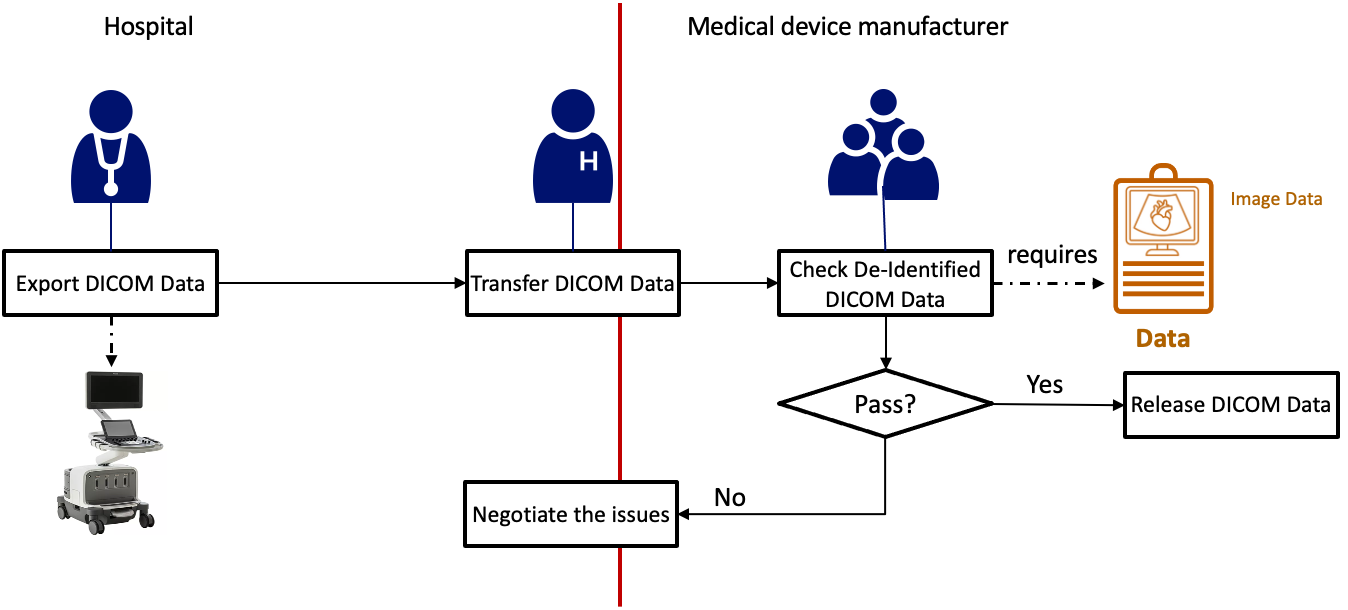 Hospital
Medical device manufacturer
H
Image Data
Export DICOM Data
Transfer DICOM Data
Check De-Identified
DICOM Data
requires
Data
Pass?
Yes
Release DICOM Data
No
Negotiate the issues